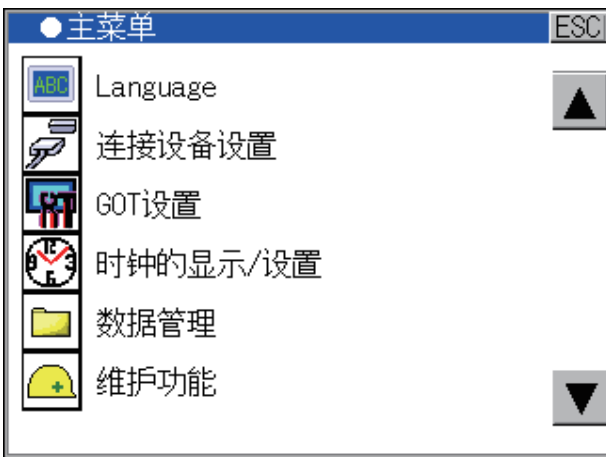 ●主菜单 ESC
ABC Language
连接设备设置
GOT设置
时钟的显示/设置
数据管理
维护功能